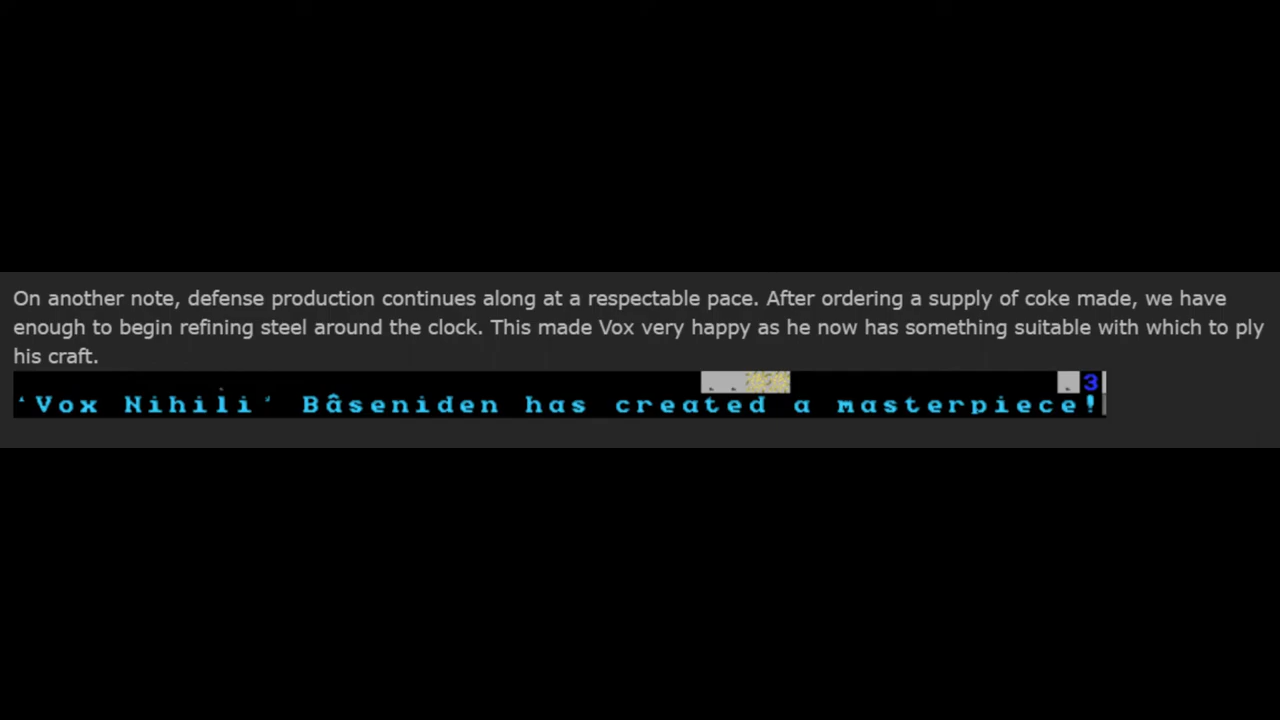 On another note, defense production continues along at a respectable pace. After ordering a supply of coke made, we have
enough to begin refining steel around the clock. This made Vox very happy as he now has something suitable with which to ply
his craft.
3
'Vox Nihili' Bâseniden has created a masterpiece!